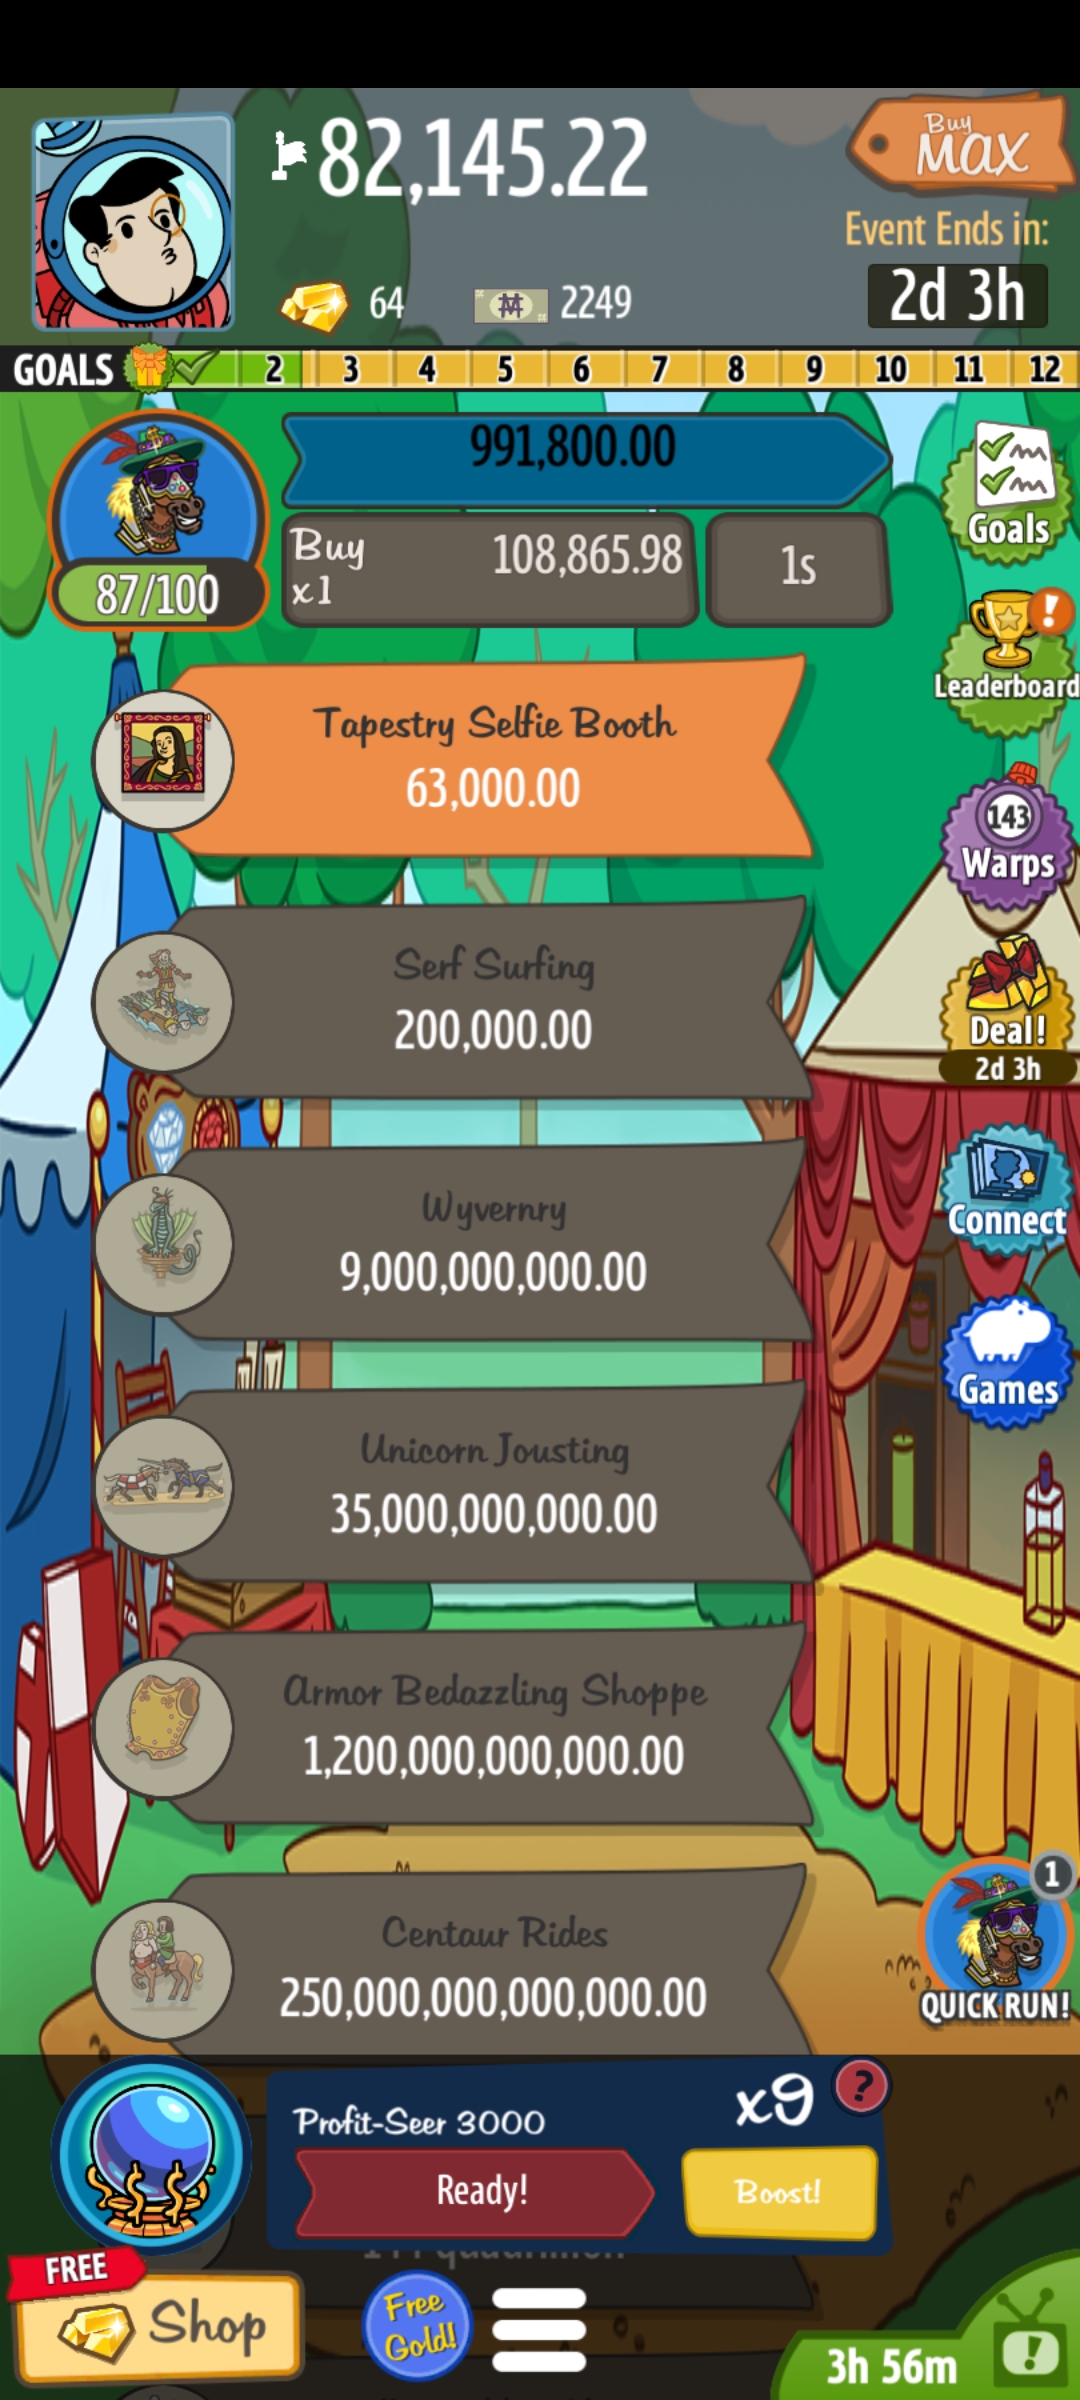 82,145.22
Buy
MAX
Event Ends in:
64
2249
2d 3h
GOALS 2 3 4 5 6 7 8 9 10 11 12
991,800.00
Buy
x1
108,865.98
1s
87/100
Goals
!
Leaderboard
Tapestry Selfie Booth
63,000.00
143
Warps
Serf Surfing
200,000.00
Deal!
2d 3h
Wyvernry
9,000,000,000.00
Connect
Games
Unicorn Jousting
35,000,000,000.00
Armor Bedazzling Shoppe
1,200,000,000,000.00
Centaur Rides
250,000,000,000,000.00
1
QUICK RUN!
Profit-Seer 3000
x9
?
Ready!
Boost!
FREE
Shop
Free
Gold!
3h 56m
!